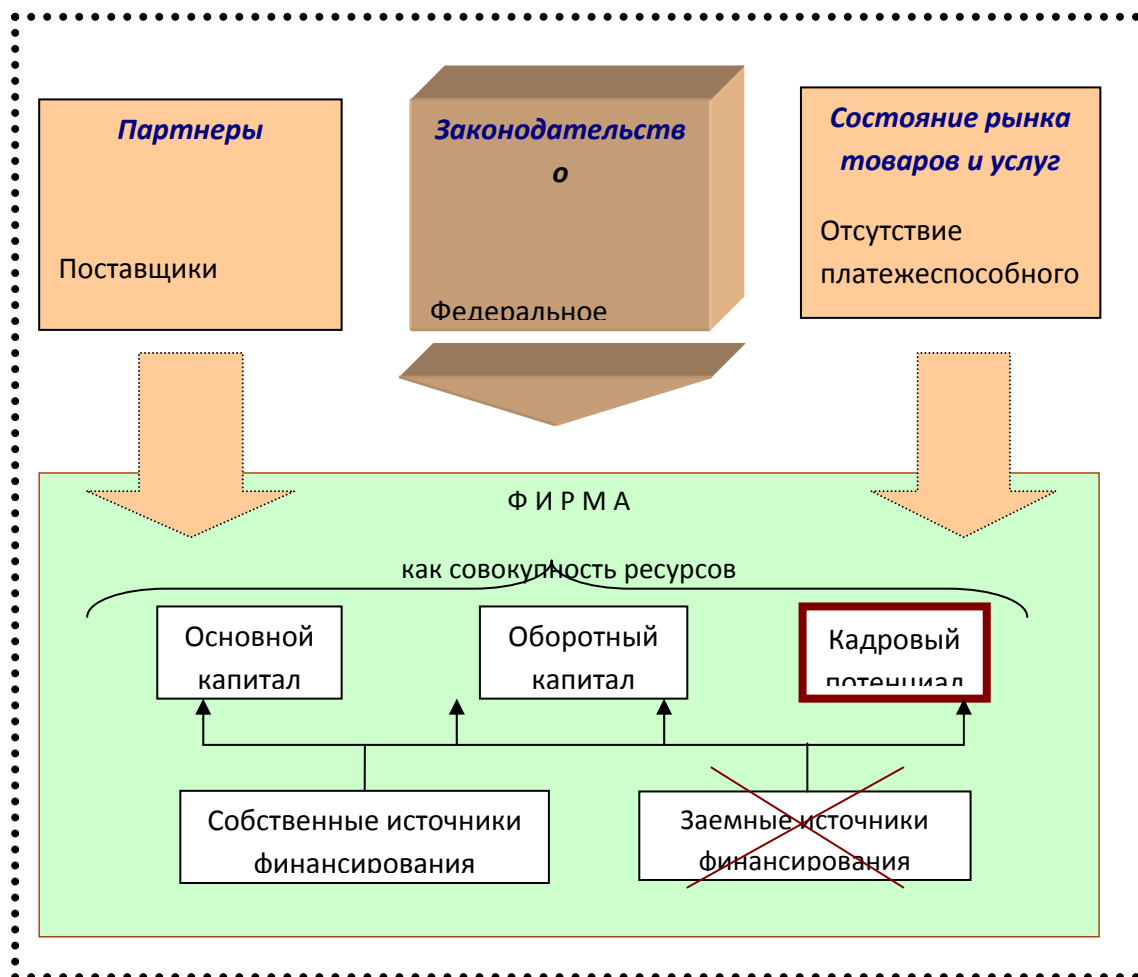 Партнеры
Поставщики
Законодательств
о
Федеральное
Состояние рынка
товаров и услуг
Отсутствие
платежеспособного
Ф И Р М А
как совокупность ресурсов
Основной
капитал
Оборотный
капитал
Кадровый
потенциал
Собственные источники
финансирования
Заемные источники
финансирования